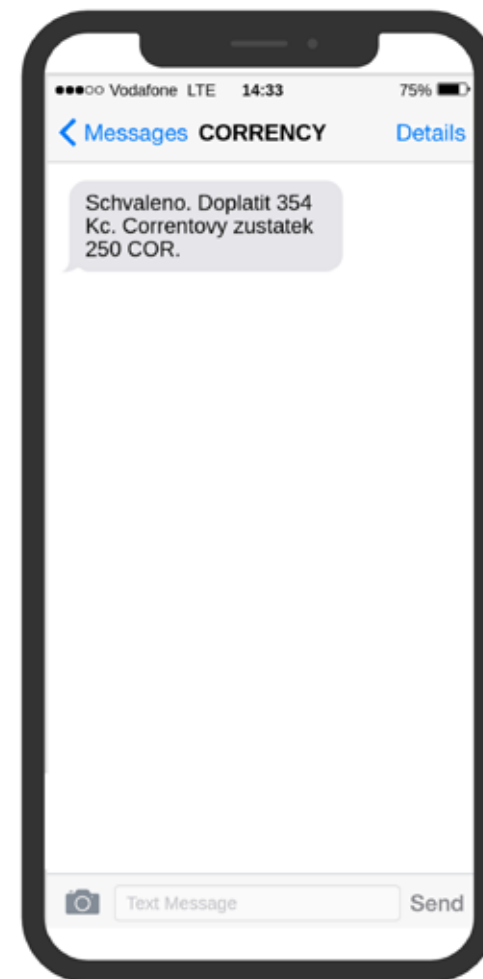 Vodafone LTE 14:33 75%
Messages CORRENCY Details
Schvaleno. Doplatit 354
Kc. Correntovy zustatek
250 COR.
Text Message Send